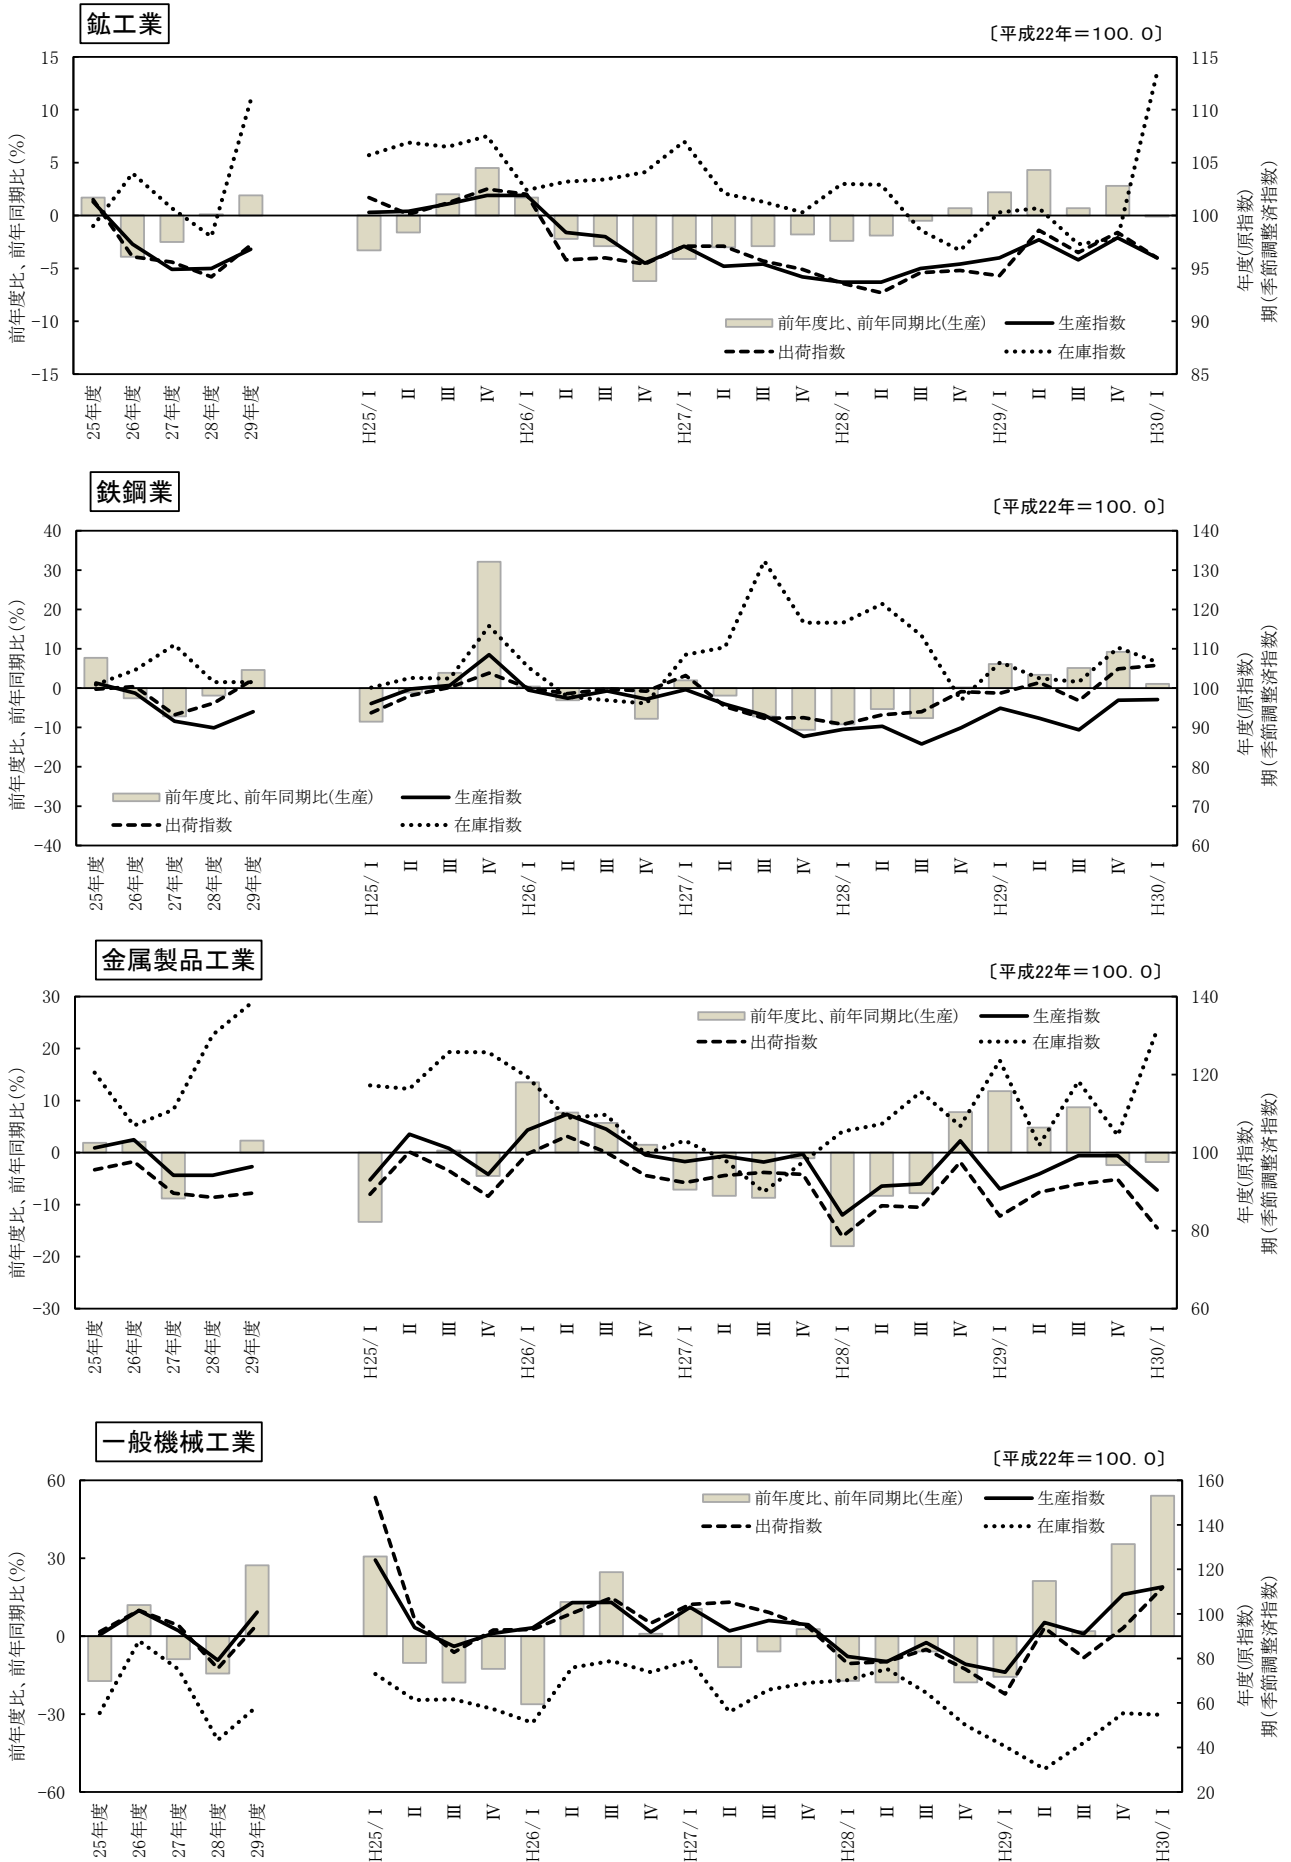 鉱工業
〔平成22年＝100.0〕
前年度比、前年同期比(%)
15
10
5
0
-5
-10
-15
115
110
105
100
95
90
85
年度(原指数)
期(季節調整済指数)
前年度比、前年同期比(生産) 生産指数
出荷指数 在庫指数
25年度 26年度 27年度 28年度 29年度 H25/Ⅰ Ⅱ Ⅲ Ⅳ H26/Ⅰ Ⅱ Ⅲ Ⅳ H27/Ⅰ Ⅱ Ⅲ Ⅳ H28/Ⅰ Ⅱ Ⅲ Ⅳ H29/Ⅰ Ⅱ Ⅲ Ⅳ H30/Ⅰ
鉄鋼業
〔平成22年＝100.0〕
前年度比、前年同期比(%)
40
30
20
10
0
-10
-20
-30
-40
140
130
120
110
100
90
80
70
60
年度(原指数)
期(季節調整済指数)
前年度比、前年同期比(生産) 生産指数
出荷指数 在庫指数
25年度 26年度 27年度 28年度 29年度 H25/Ⅰ Ⅱ Ⅲ Ⅳ H26/Ⅰ Ⅱ Ⅲ Ⅳ H27/Ⅰ Ⅱ Ⅲ Ⅳ H28/Ⅰ Ⅱ Ⅲ Ⅳ H29/Ⅰ Ⅱ Ⅲ Ⅳ H30/Ⅰ
金属製品工業
〔平成22年＝100.0〕
前年度比、前年同期比(%)
30
20
10
0
-10
-20
-30
140
120
100
80
60
年度(原指数)
期(季節調整済指数)
前年度比、前年同期比(生産) 生産指数
出荷指数 在庫指数
25年度 26年度 27年度 28年度 29年度 H25/Ⅰ Ⅱ Ⅲ Ⅳ H26/Ⅰ Ⅱ Ⅲ Ⅳ H27/Ⅰ Ⅱ Ⅲ Ⅳ H28/Ⅰ Ⅱ Ⅲ Ⅳ H29/Ⅰ Ⅱ Ⅲ Ⅳ H30/Ⅰ
一般機械工業
〔平成22年＝100.0〕
前年度比、前年同期比(%)
60
30
0
-30
-60
160
140
120
100
80
60
40
20
年度(原指数)
期(季節調整済指数)
前年度比、前年同期比(生産) 生産指数
出荷指数 在庫指数
25年度 26年度 27年度 28年度 29年度 H25/Ⅰ Ⅱ Ⅲ Ⅳ H26/Ⅰ Ⅱ Ⅲ Ⅳ H27/Ⅰ Ⅱ Ⅲ Ⅳ H28/Ⅰ Ⅱ Ⅲ Ⅳ H29/Ⅰ Ⅱ Ⅲ Ⅳ H30/Ⅰ